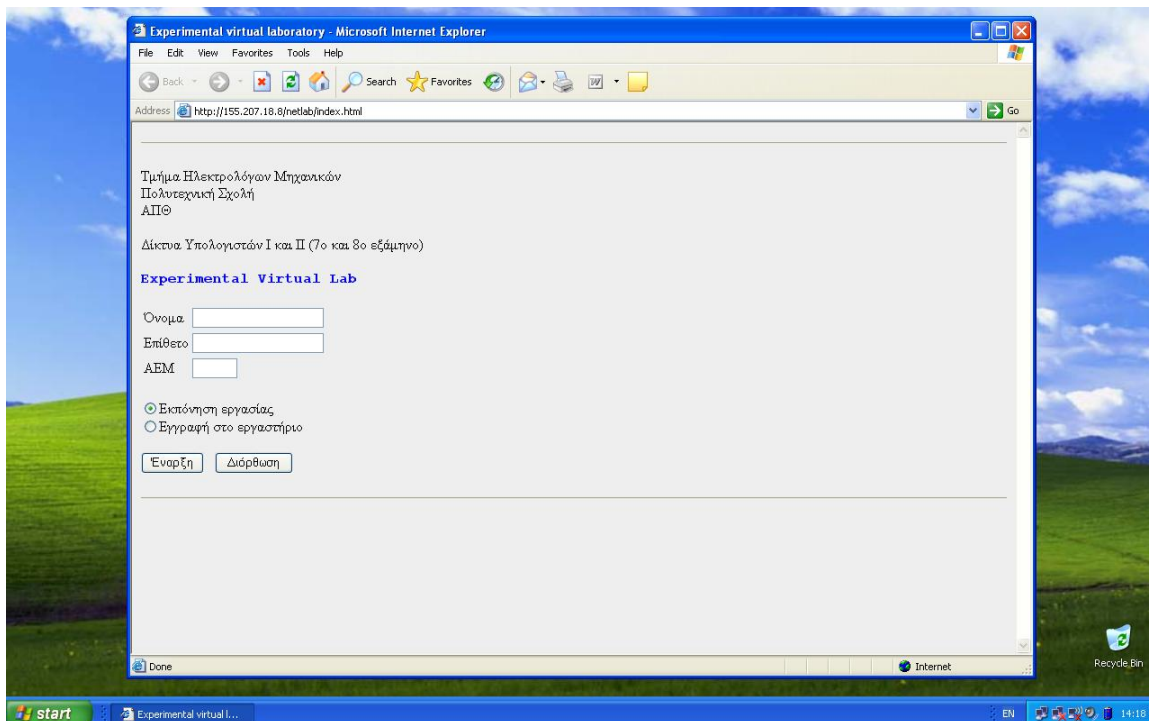 Experimental virtual laboratory - Microsoft Internet Explorer
File Edit View Favorites Tools Help
Back Search Favorites
Address http://155.207.18.8/netlab/index.html Go
Τμήμα Ηλεκτρολόγων Μηχανικών
Πολυτεχνική Σχολή
ΑΠΘ
Δίκτυα Υπολογιστών Ι και ΙΙ (7ο και 8ο εξάμηνο)
Experimental Virtual Lab
Όνομα
Επίθετο
ΑΕΜ
Εκπόνηση εργασίας
Εγγραφή στο εργαστήριο
Έναρξη Διόρθωση
Done Internet
Recycle Bin
start Experimental virtual l... EN 14:18